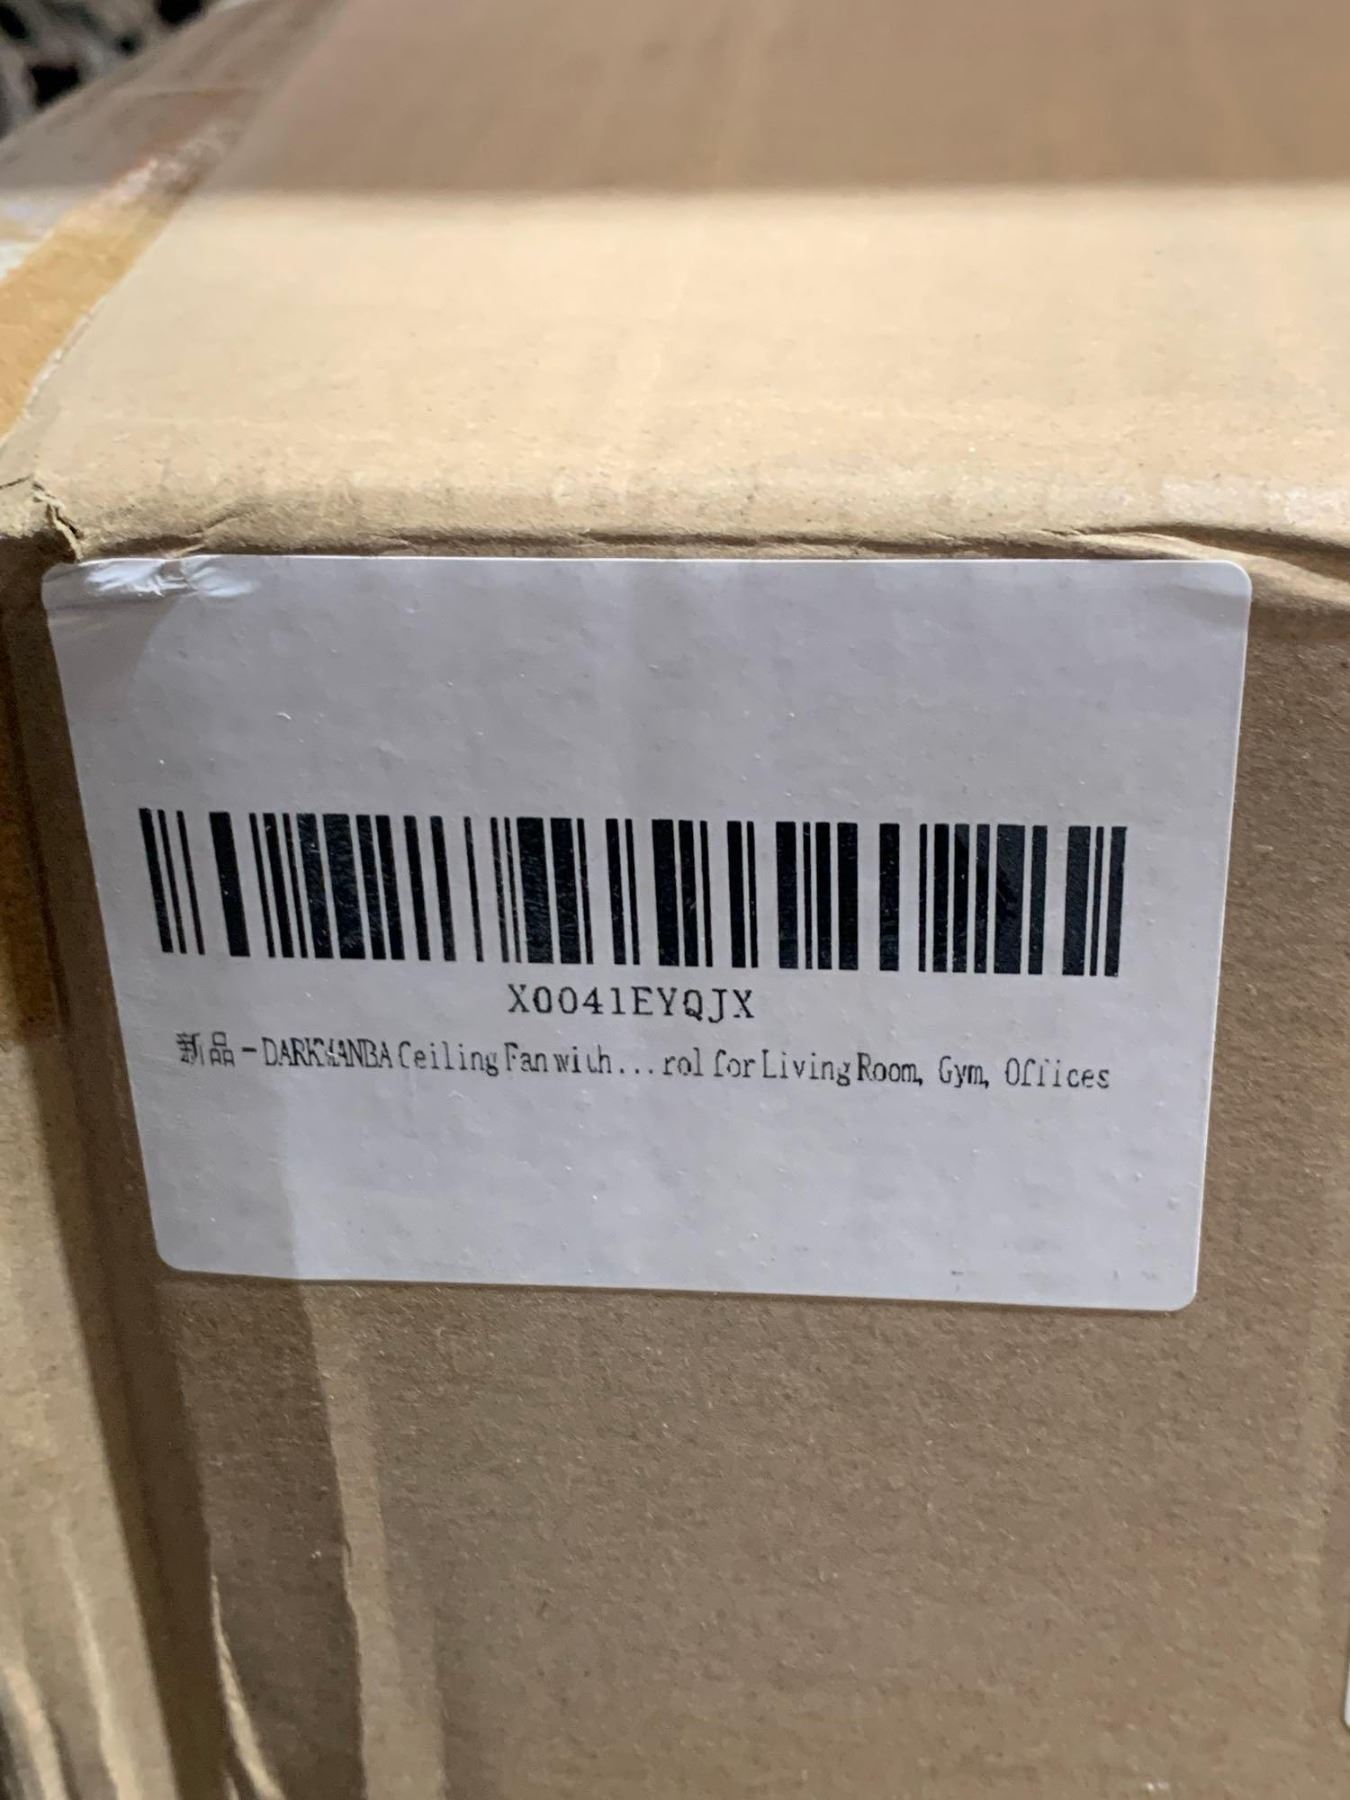 X0041EYQJX
新品 - DARKMANBA Ceiling Fan with...rol for Living Room, Gym, Offices